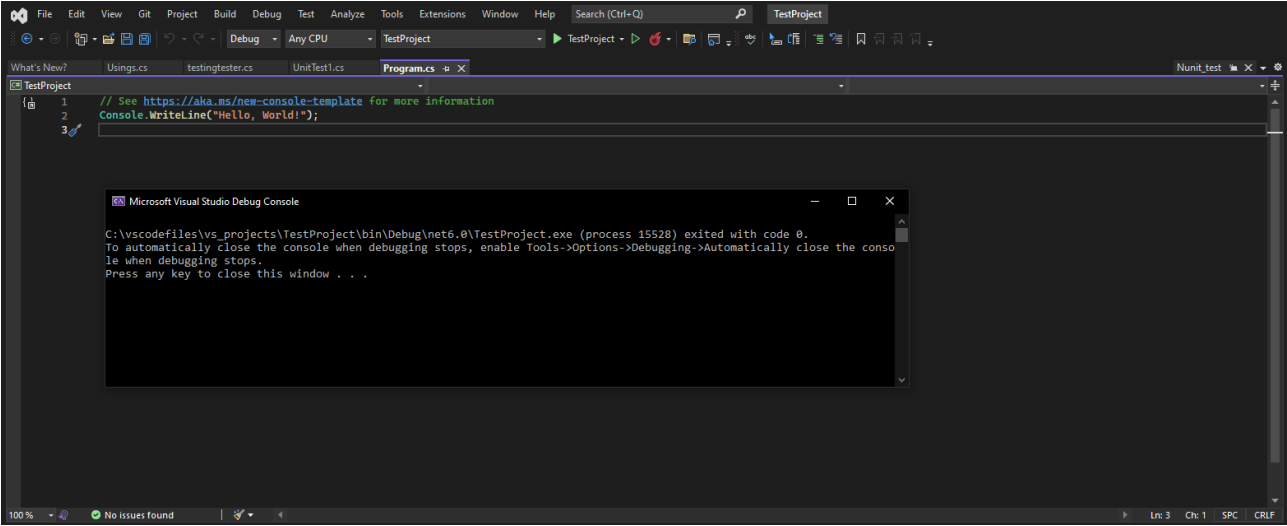 File Edit View Git Project Build Debug Test Analyze Tools Extensions Window Help Search (Ctrl+Q) TestProject
Debug Any CPU TestProject TestProject
What's New? Usings.cs testingtester.cs UnitTest1.cs Program.cs Nunit_test
TestProject
1 // See https://aka.ms/new-console-template for more information
2 Console.WriteLine("Hello, World!");
3
Microsoft Visual Studio Debug Console
C:\vscodefiles\vs_projects\TestProject\bin\Debug\net6.0\TestProject.exe (process 15528) exited with code 0.
To automatically close the console when debugging stops, enable Tools->Options->Debugging->Automatically close the conso
le when debugging stops.
Press any key to close this window . . .
100 % No issues found Ln: 3 Ch: 1 SPC CRLF